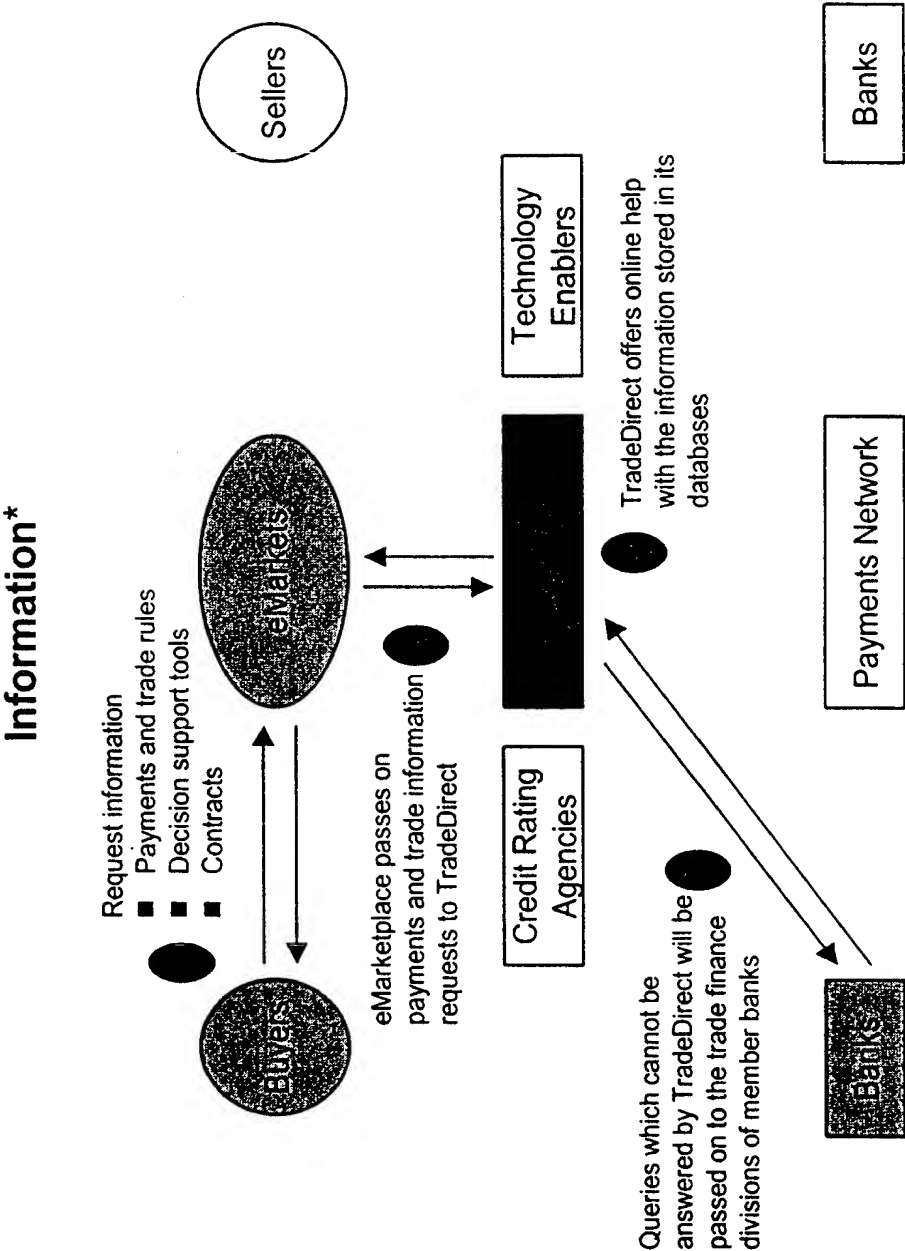 Information*
Request information
■ Payments and trade rules
■ Decision support tools
■ Contracts
Buyers
eMarkets
Sellers
eMarketplace passes on
payments and trade information
requests to TradeDirect
Credit Rating
Agencies
Technology
Enablers
TradeDirect offers online help
with the information stored in its
databases
Queries which cannot be
answered by TradeDirect will be
passed on to the trade finance
divisions of member banks
Banks
Payments Network
Banks